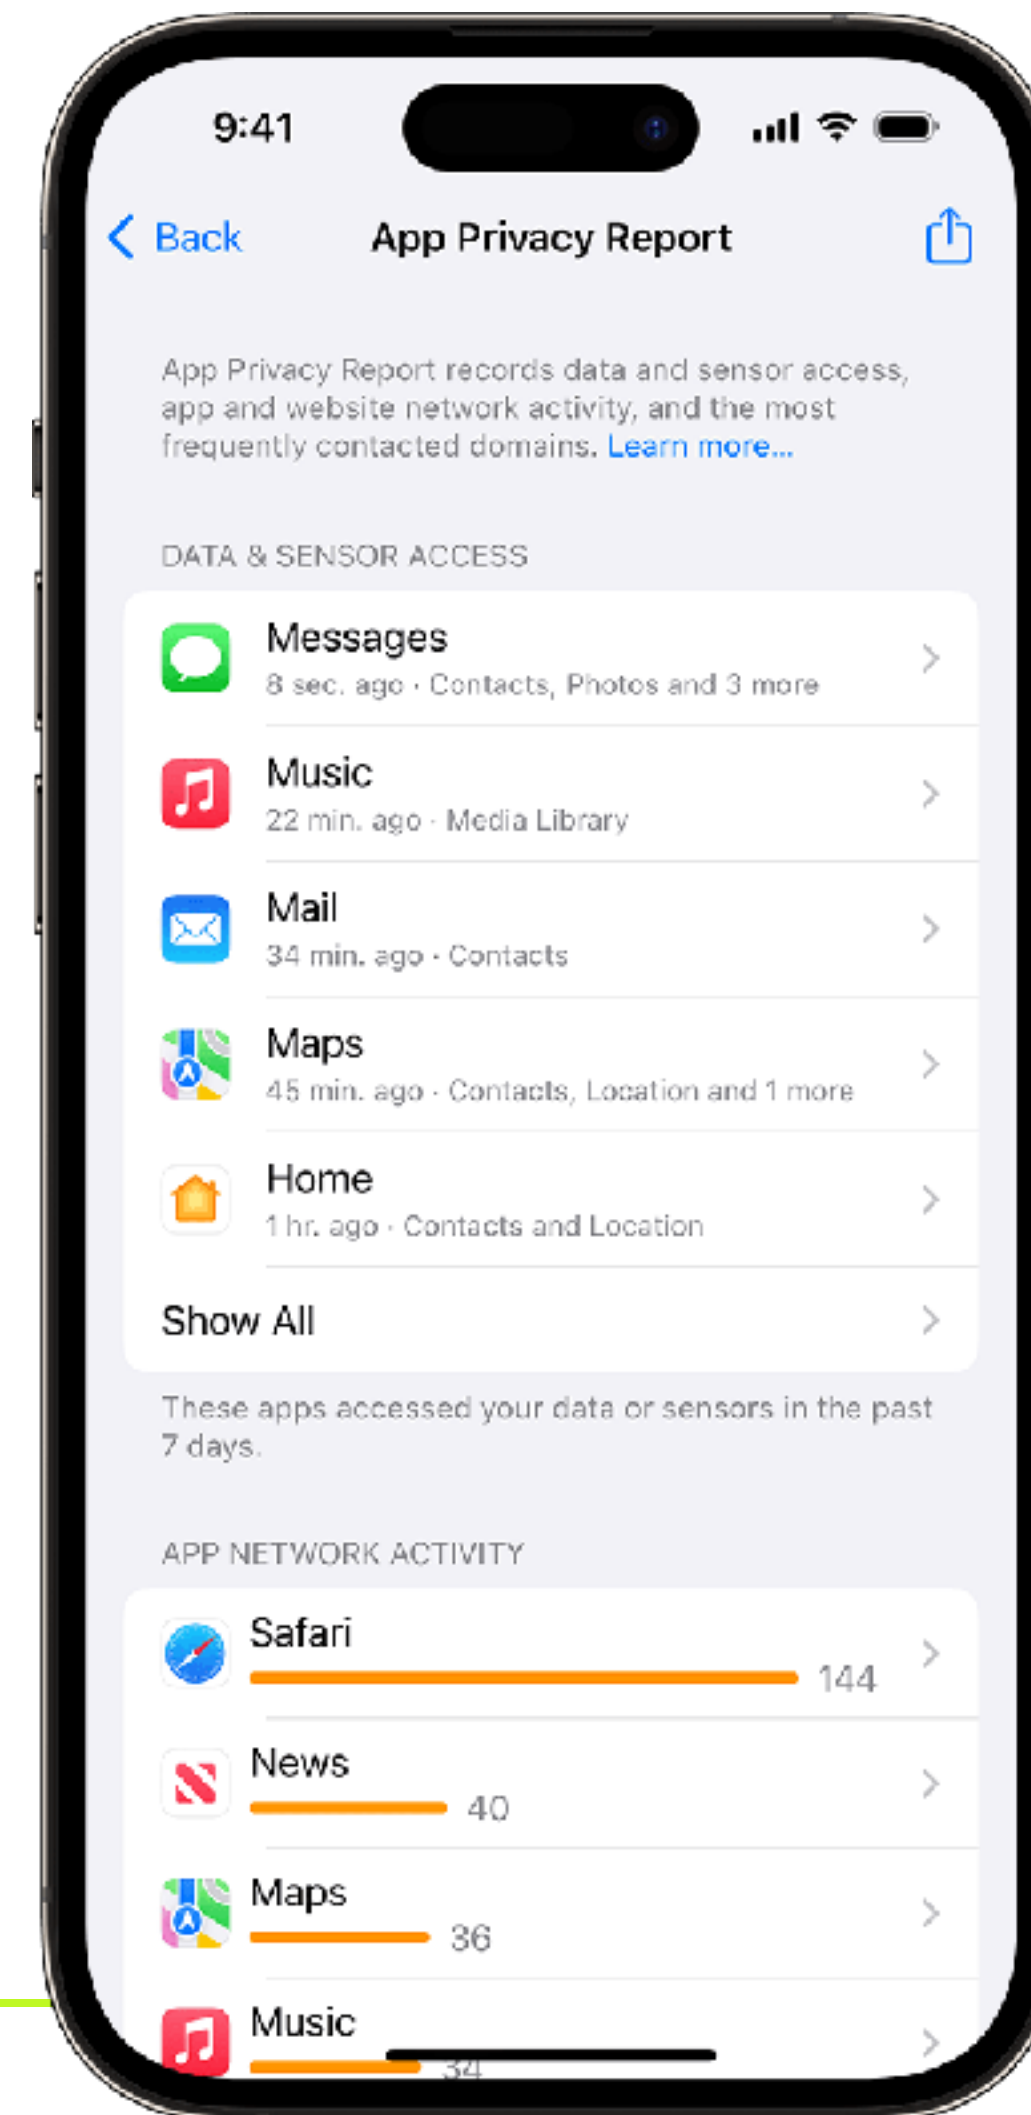 9:41
Back
App Privacy Report
App Privacy Report records data and sensor access,
app and website network activity, and the most
frequently contacted domains. Learn more...
DATA & SENSOR ACCESS
Messages
8 sec. ago · Contacts, Photos and 3 more
Music
22 min. ago · Media Library
Mail
34 min. ago · Contacts
Maps
45 min. ago · Contacts, Location and 1 more
Home
1 hr. ago · Contacts and Location
Show All
These apps accessed your data or sensors in the past
7 days.
APP NETWORK ACTIVITY
Safari
144
News
40
Maps
36
Music
34